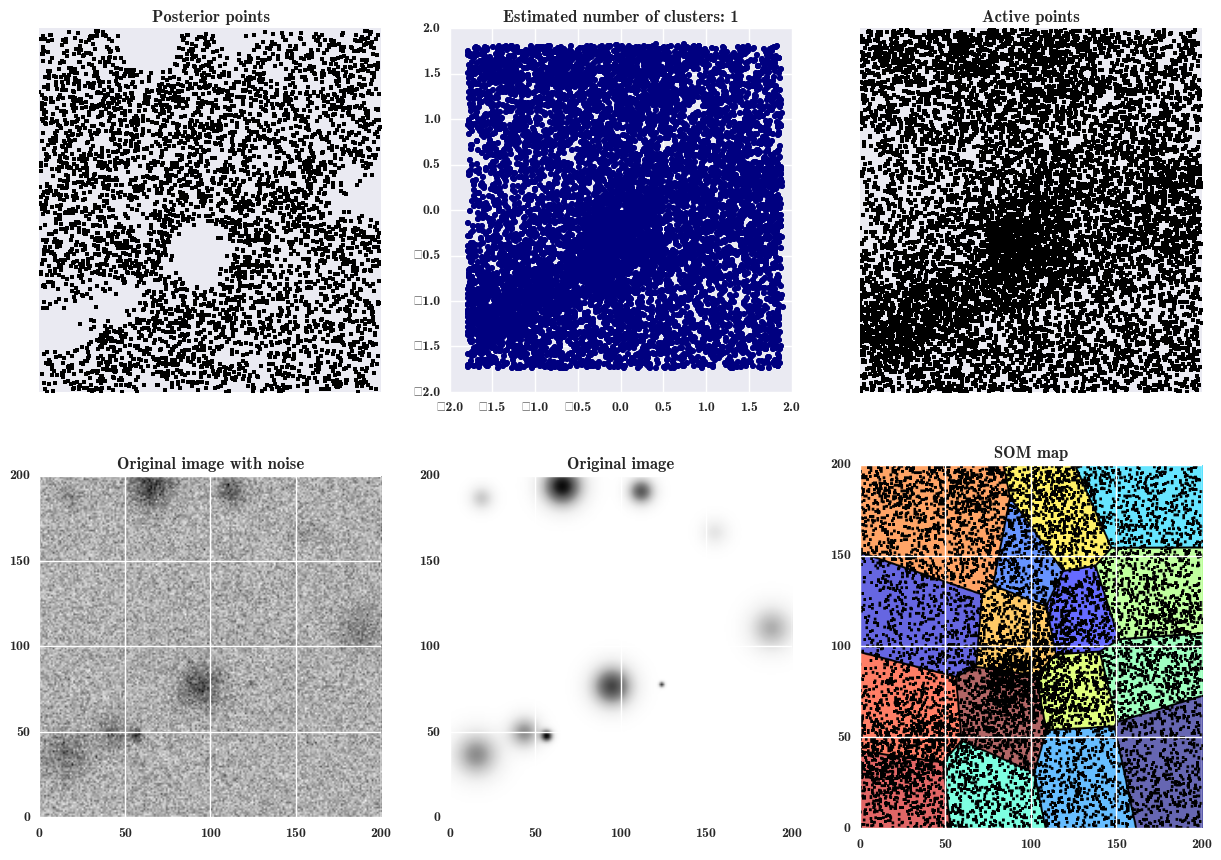 Posterior points
Estimated number of clusters: 1
Active points
2.0
1.5
1.0
0.5
0.0
□0.5
□1.0
□1.5
□2.0
□2.0 □1.5 □1.0 □0.5 0.0 0.5 1.0 1.5 2.0
Original image with noise
Original image
SOM map
200
150
100
50
0
0 50 100 150 200
200
150
100
50
0
0 50 100 150 200
200
150
100
50
0
0 50 100 150 200